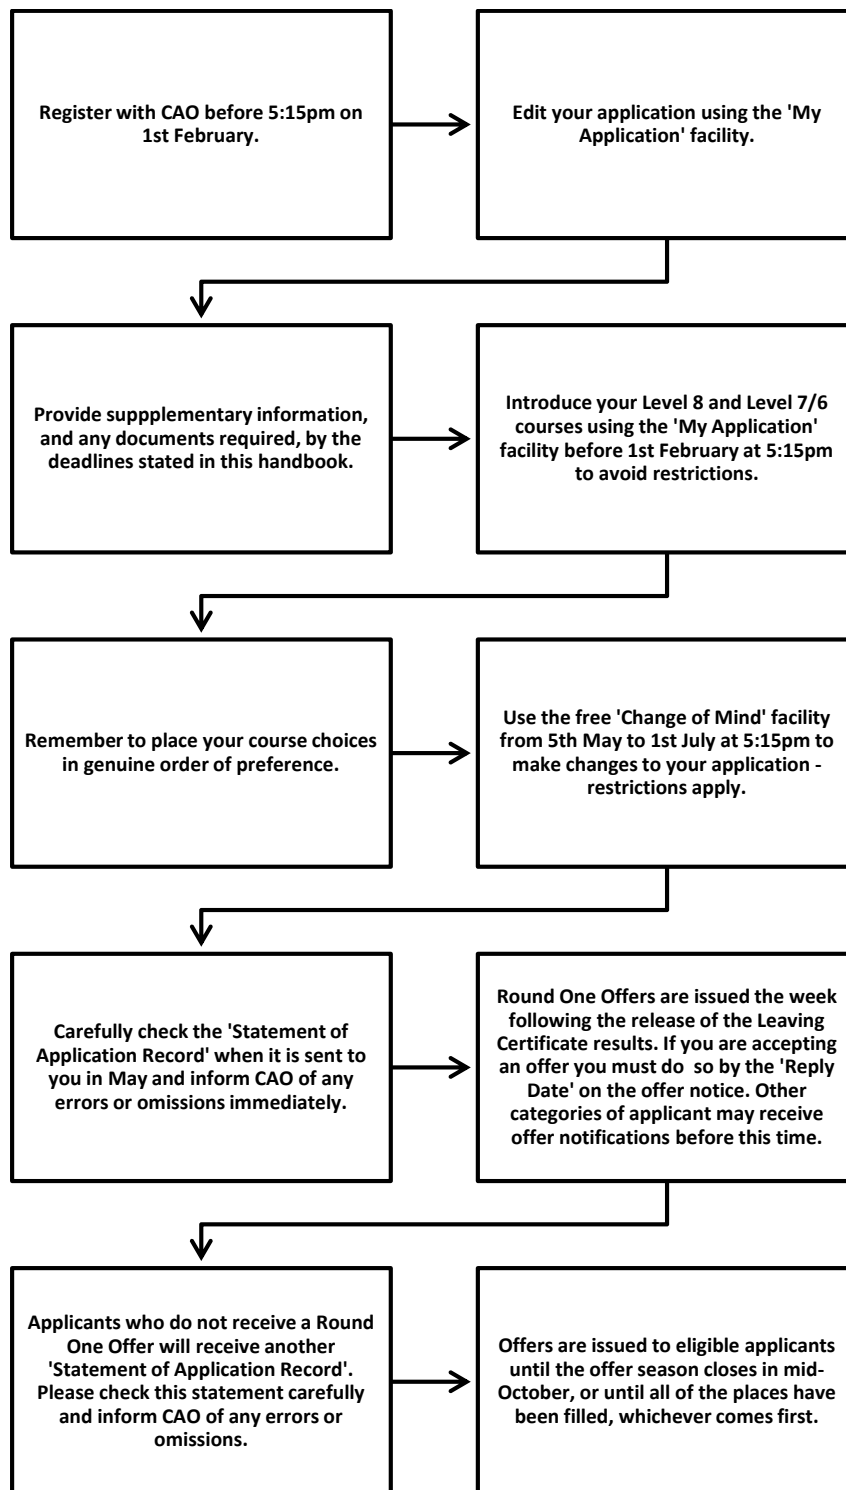 Register with CAO before 5:15pm on
1st February.
Edit your application using the 'My
Application' facility.
Provide suppplementary information,
and any documents required, by the
deadlines stated in this handbook.
Introduce your Level 8 and Level 7/6
courses using the 'My Application'
facility before 1st February at 5:15pm
to avoid restrictions.
Remember to place your course choices
in genuine order of preference.
Use the free 'Change of Mind' facility
from 5th May to 1st July at 5:15pm to
make changes to your application -
restrictions apply.
Carefully check the 'Statement of
Application Record' when it is sent to
you in May and inform CAO of any
errors or omissions immediately.
Round One Offers are issued the week
following the release of the Leaving
Certificate results. If you are accepting
an offer you must do  so by the 'Reply
Date' on the offer notice. Other
categories of applicant may receive
offer notifications before this time.
Applicants who do not receive a Round
One Offer will receive another
'Statement of Application Record'.
Please check this statement carefully
and inform CAO of any errors or
omissions.
Offers are issued to eligible applicants
until the offer season closes in mid-
October, or until all of the places have
been filled, whichever comes first.